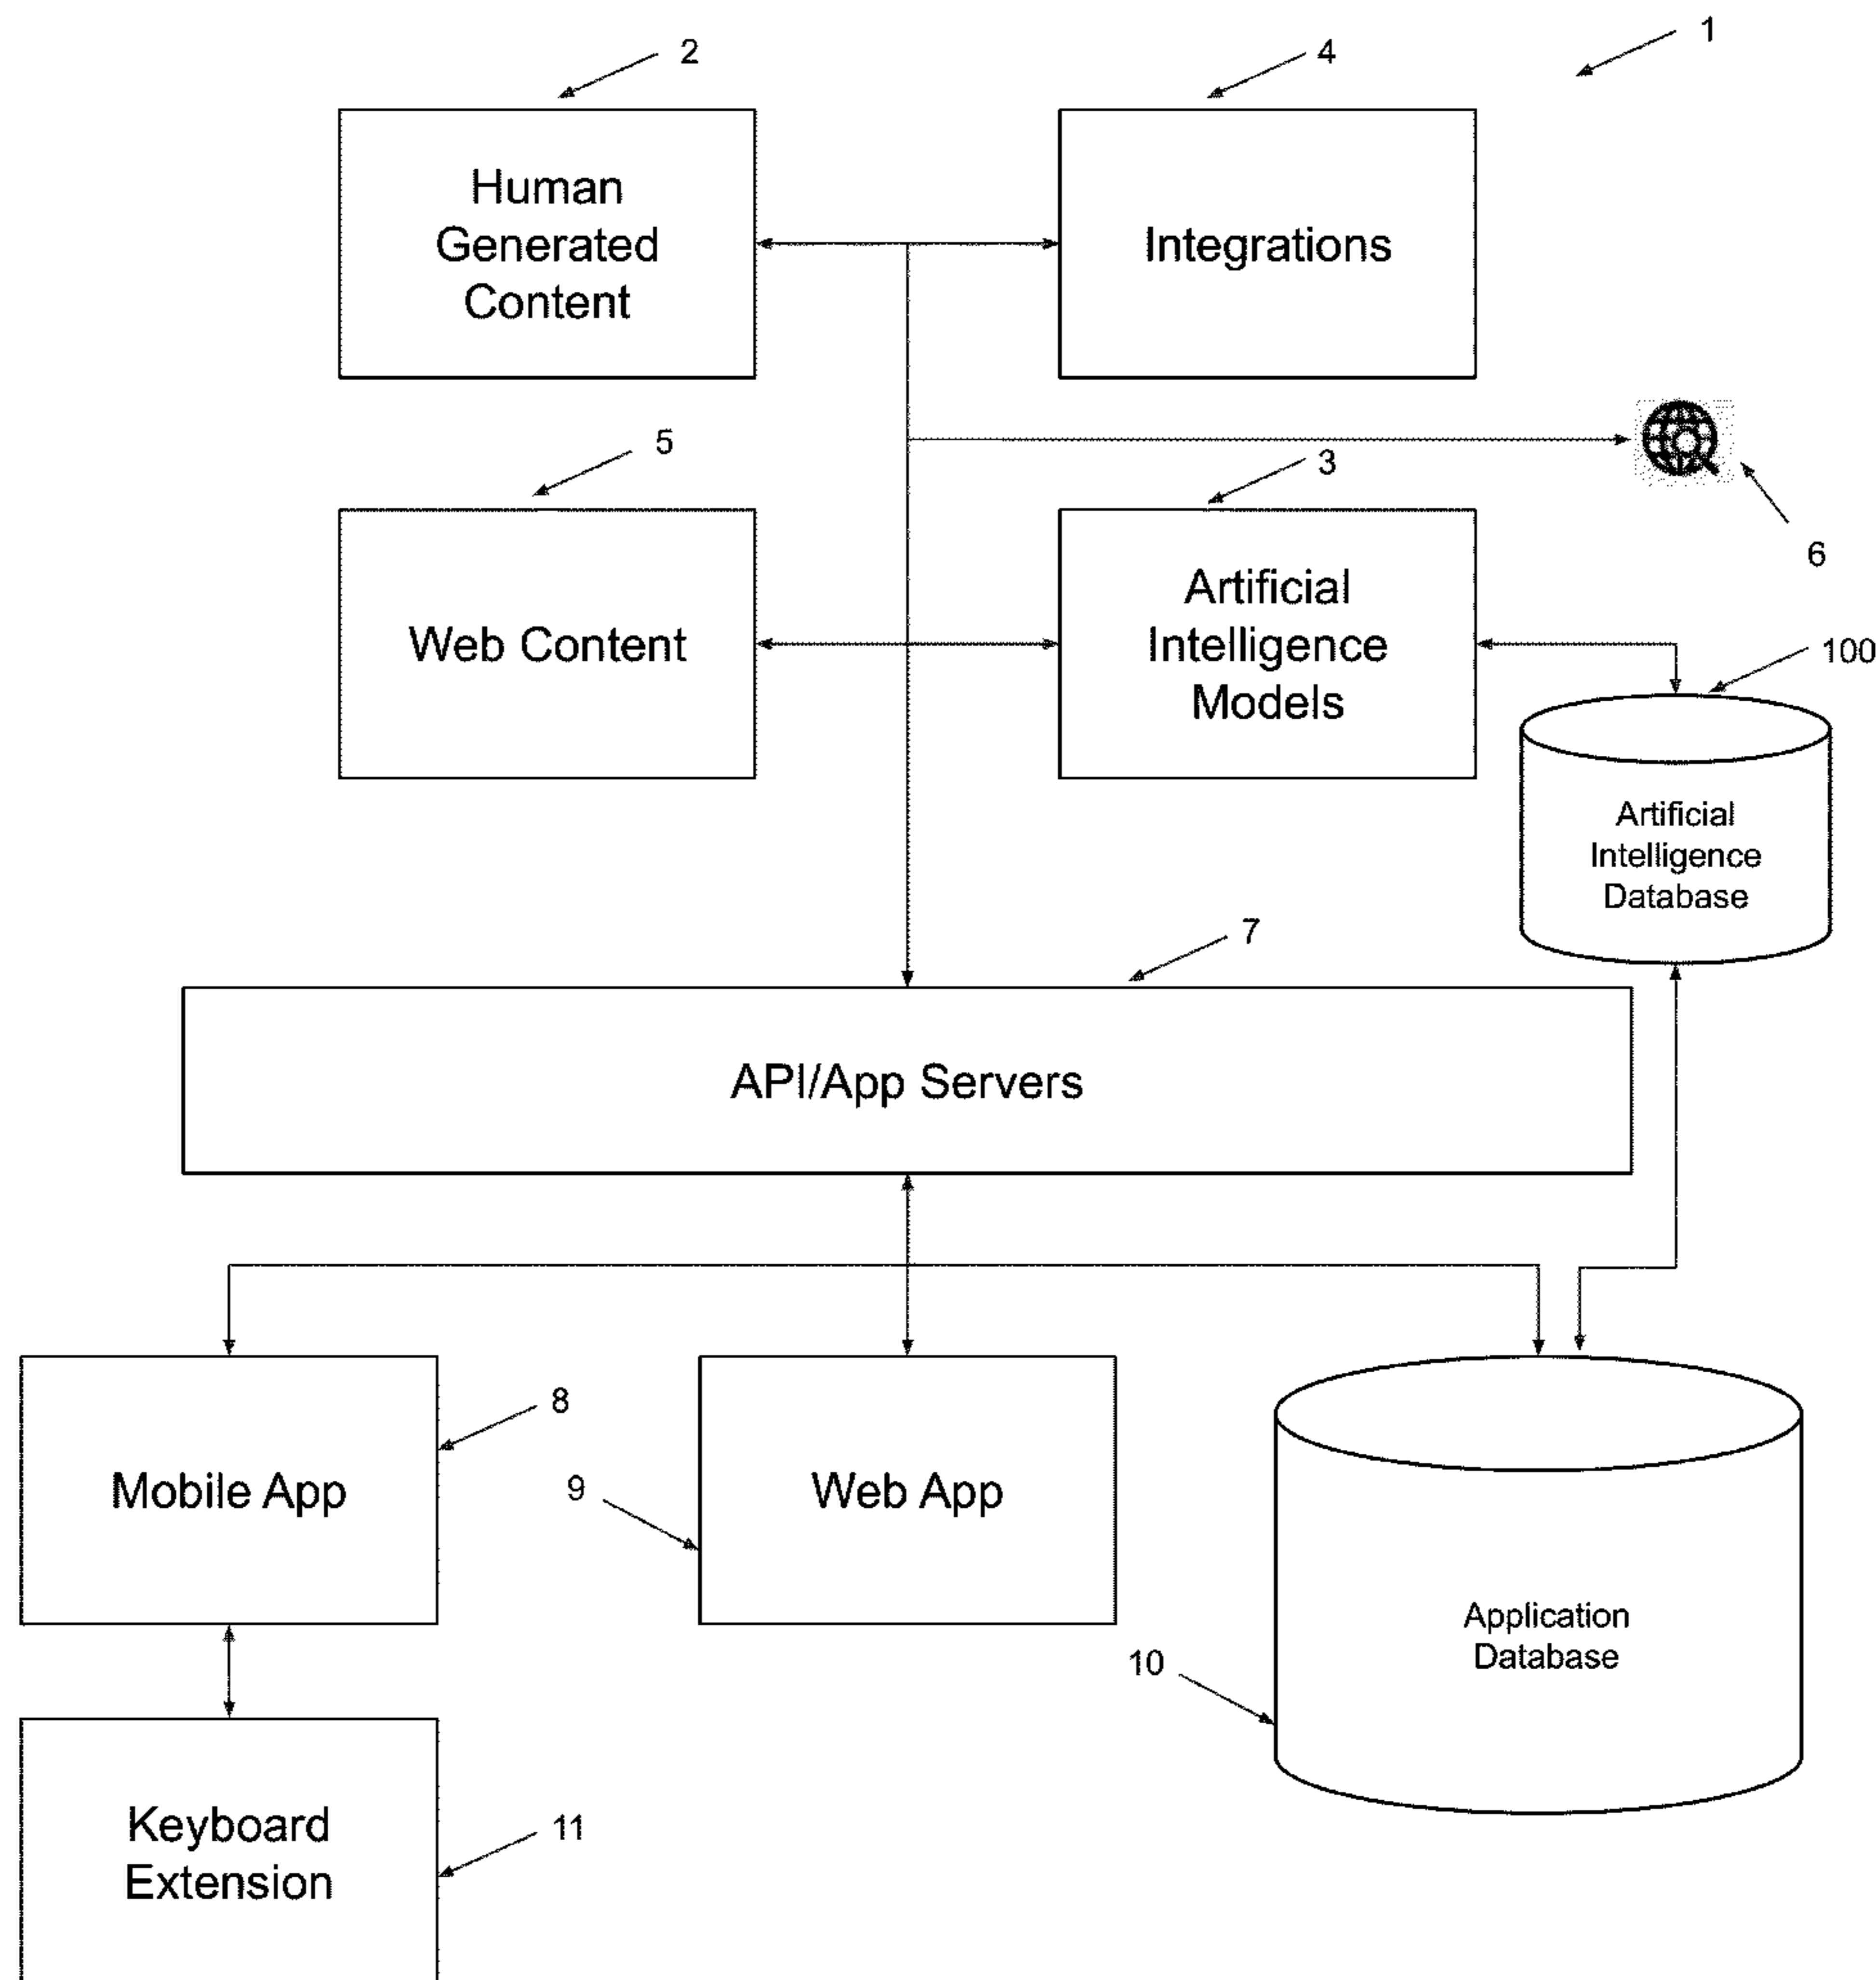 1
2
4
Human
Generated
Content
Integrations
5
3
6
Web Content
Artificial
Intelligence
Models
100
Artificial
Intelligence
Database
7
API/App Servers
8
Mobile App
9
Web App
10
Application
Database
Keyboard
Extension
11